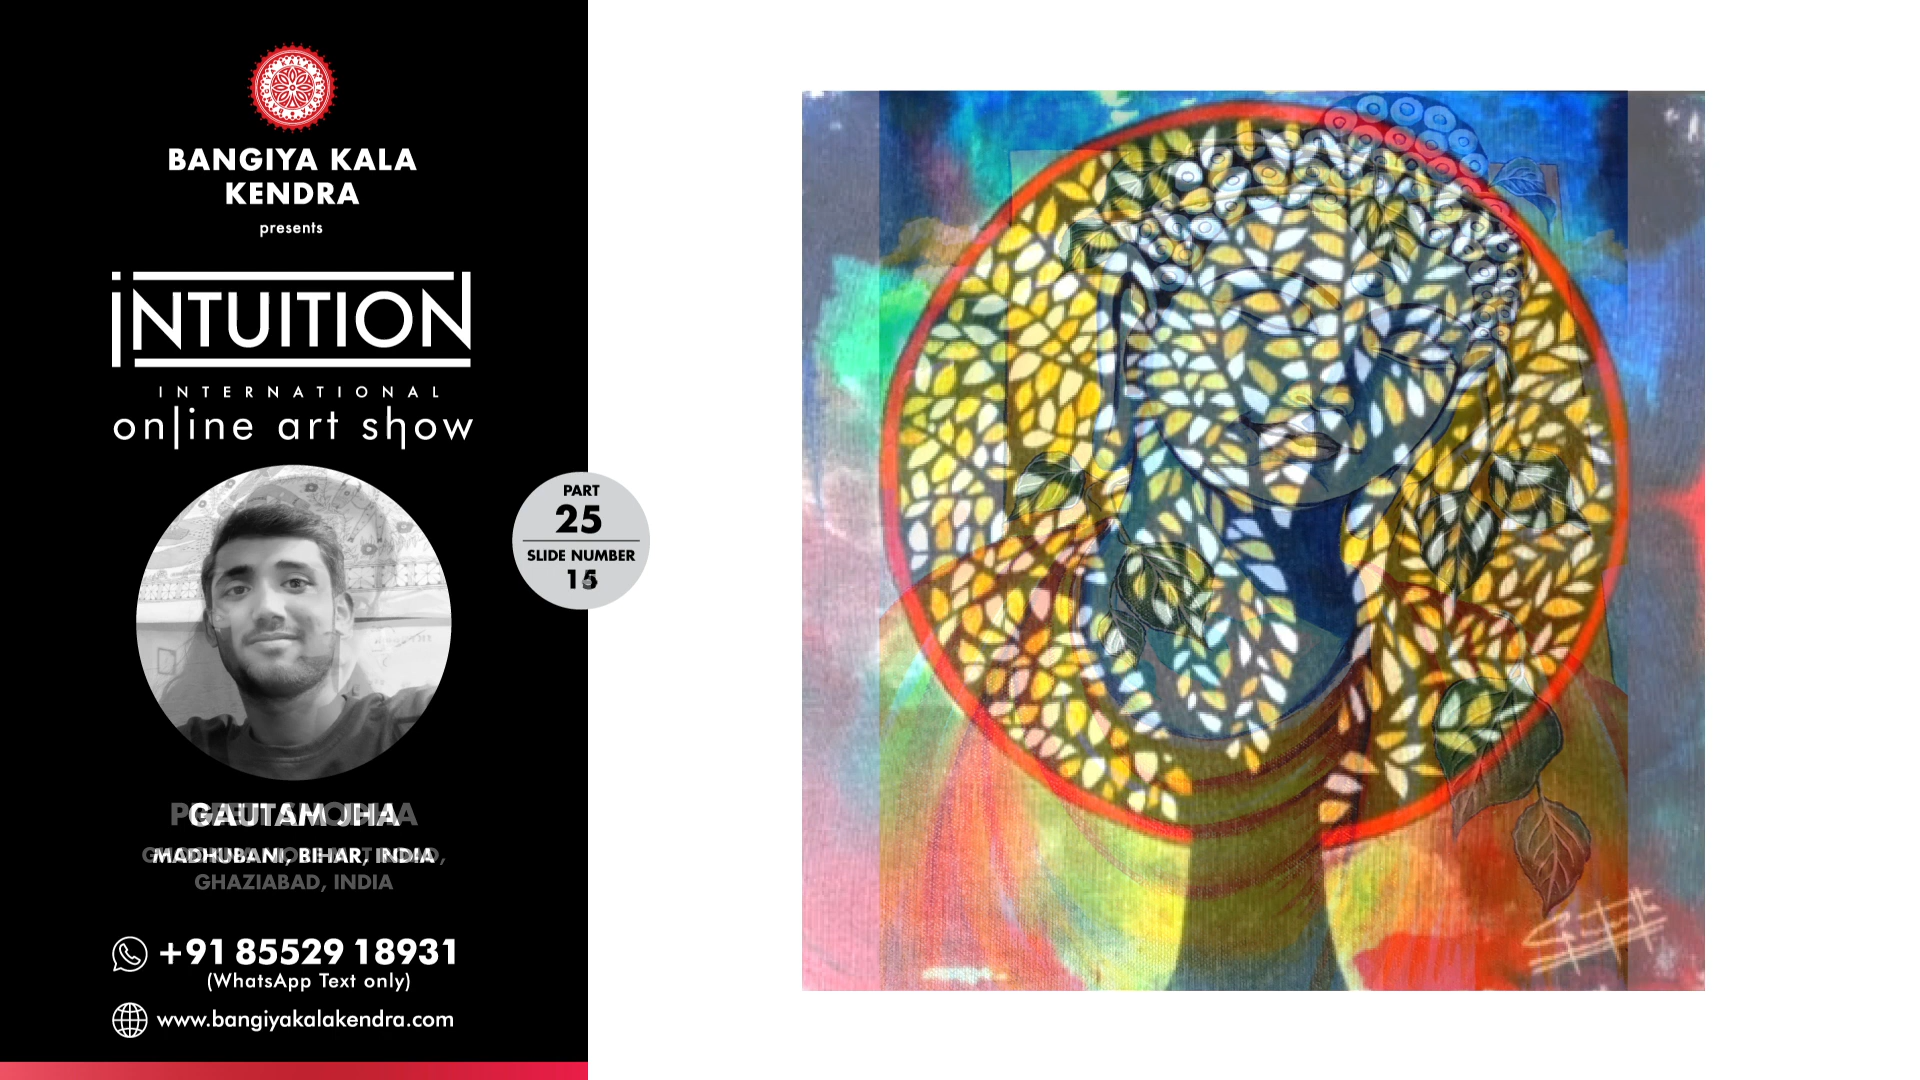 BANGIYA KALA
KENDRA
presents
INTUITION
INTERNATIONAL
online art show
PART
25
SLIDE NUMBER
GAUTAM JHA
MADHUBANI, BIHAR, INDIA
GHAZIABAD, INDIA
+91 85529 18931
(WhatsApp Text only)
www.bangiyakalakendra.com